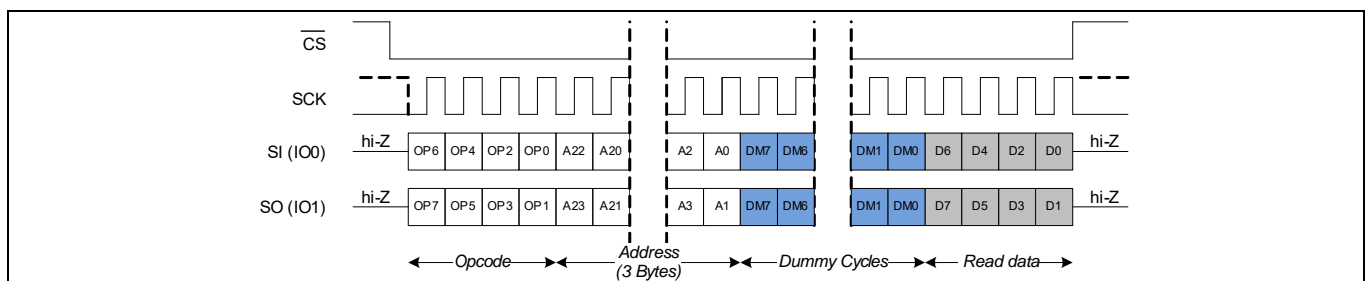 CS
SCK
SI (IO0) hi-Z OP6 OP4 OP2 OP0 A22 A20 A2 A0 DM7 DM6 DM1 DM0 D6 D4 D2 D0 hi-Z
SO (IO1) hi-Z OP7 OP5 OP3 OP1 A23 A21 A3 A1 DM7 DM6 DM1 DM0 D7 D5 D3 D1 hi-Z
Opcode Address Dummy Cycles Read data
(3 Bytes)